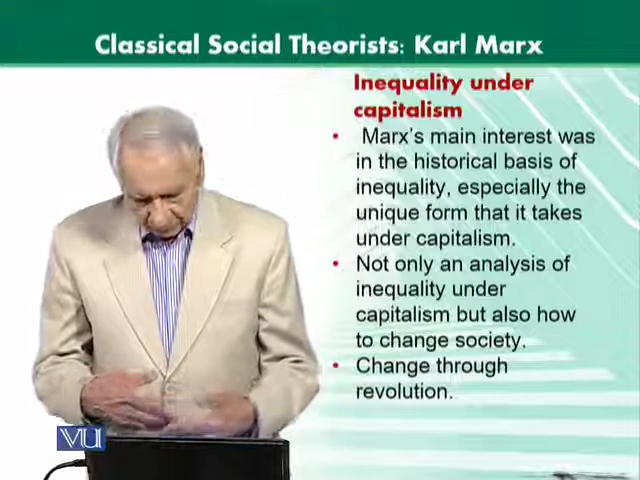 Classical Social Theorists: Karl Marx
Inequality under
capitalism
• Marx's main interest was
in the historical basis of
inequality, especially the
unique form that it takes
under capitalism.
• Not only an analysis of
inequality under
capitalism but also how
to change society.
• Change through
revolution.
VU